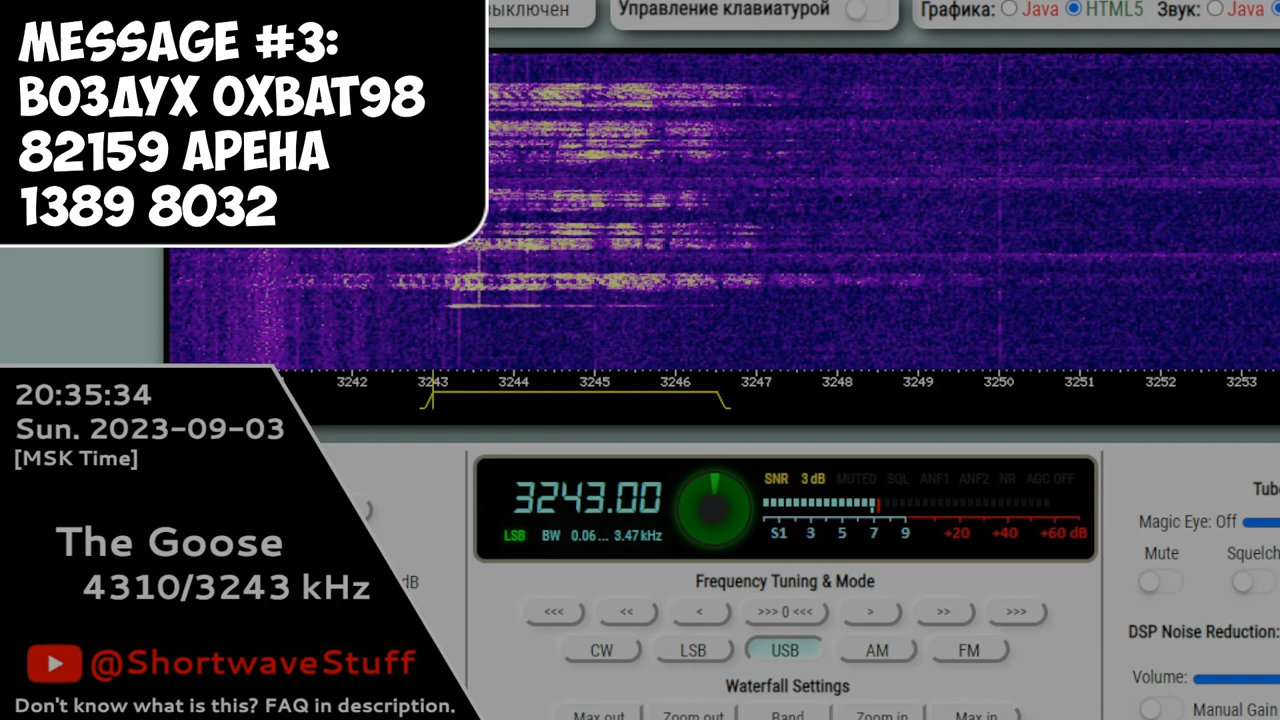 MESSAGE #3:
ВОЗДУХ ОХВАТ98
82159 АРЕНА
1389 8032
выключен
Управление клавиатурой
Графика: Java HTML5 Звук: Java
3242 3243 3244 3245 3246 3247 3248 3249 3250 3251 3252 3253
20:35:34
Sun. 2023-09-03
[MSK Time]
The Goose
4310/3243 kHz
@ShortwaveStuff
Don't know what is this? FAQ in description.
dB
3243.00
LSB BW 0.06 ... 3.47 kHz
SNR 3 dB MUTED SQL ANF1 ANF2 NR AGC OFF
S1 3 5 7 9 +20 +40 +60 dB
Frequency Tuning & Mode
<<< << < >>> 0 <<< > >> >>>
CW LSB USB AM FM
Waterfall Settings
Max out Zoom out Band Zoom in Max in
Magic Eye: Off
Mute
DSP Noise Reduction:
Volume:
Manual Gain